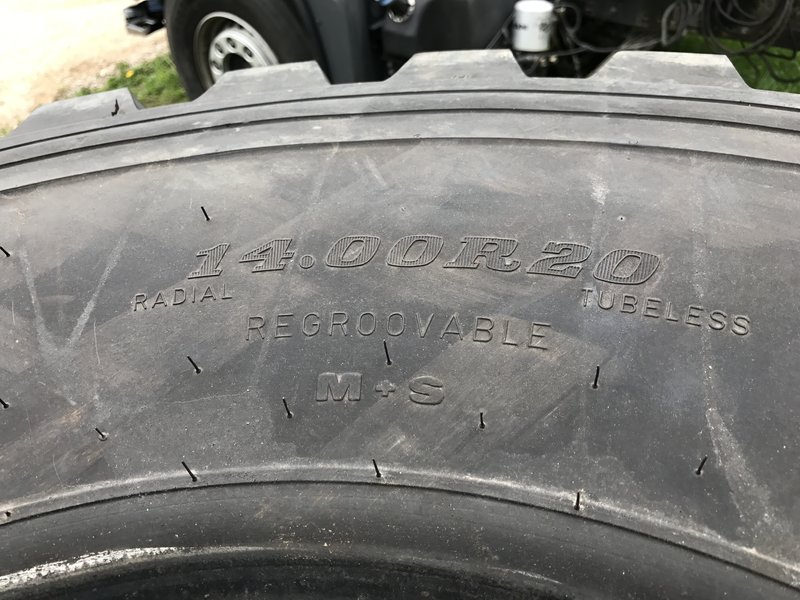 14.00R20
RADIAL TUBELESS
REGROOVABLE
M+S